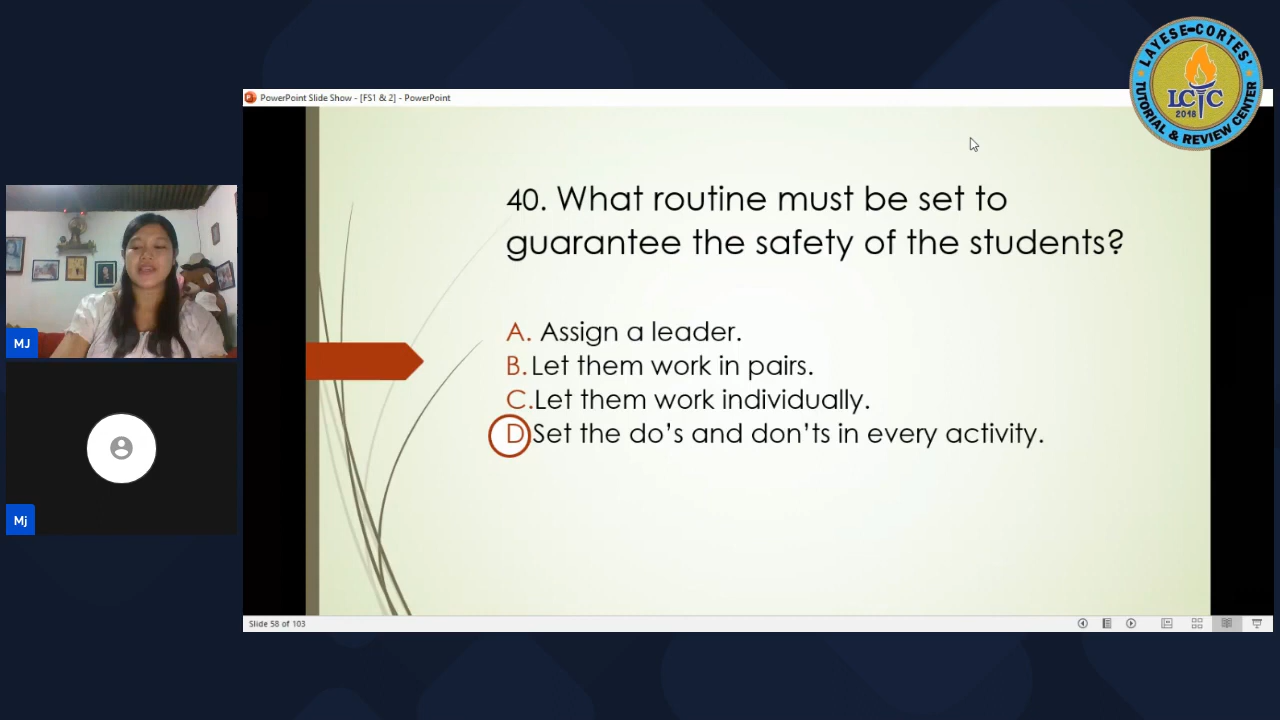 LAYESE-CORTES'
LCTC
2018
TUTORIAL & REVIEW CENTER
PowerPoint Slide Show - [FS1 & 2] - PowerPoint
40. What routine must be set to
guarantee the safety of the students?
A. Assign a leader.
B. Let them work in pairs.
C.Let them work individually.
D Set the do's and don'ts in every activity.
MJ
Mj
Slide 58 of 103